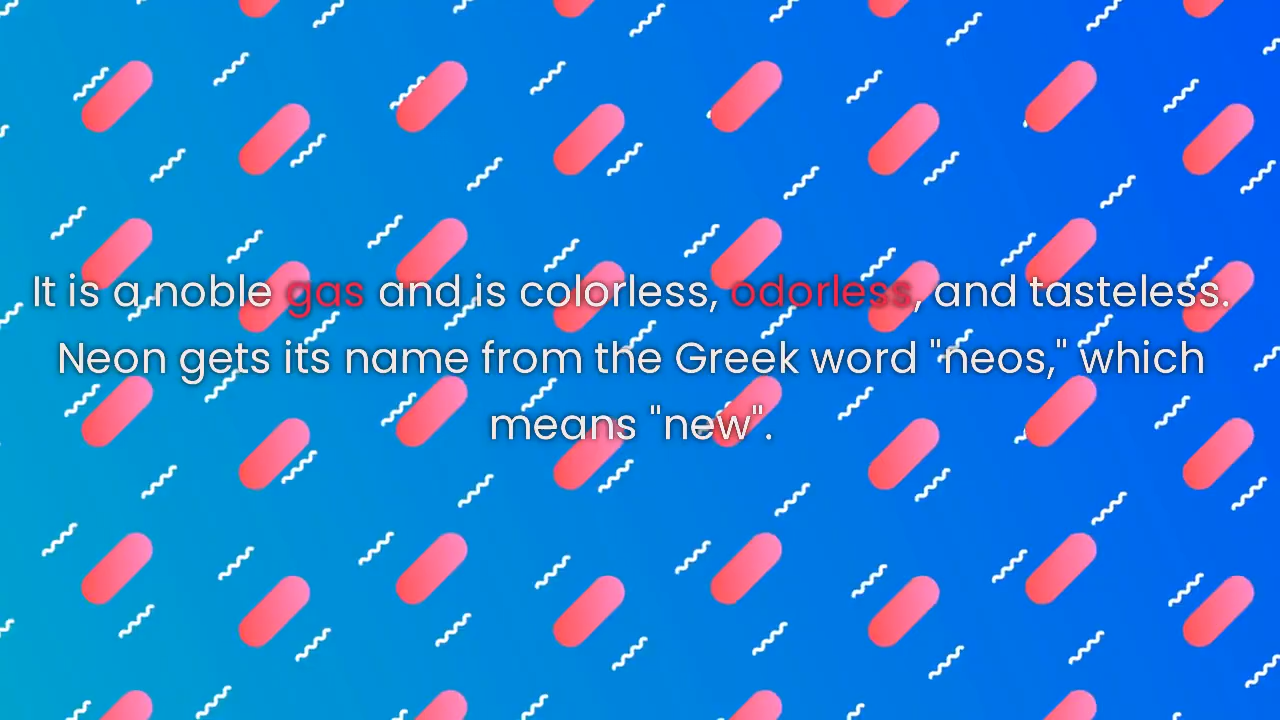 It is a noble gas and is colorless, odorless, and tasteless.
Neon gets its name from the Greek word "neos," which
means "new".